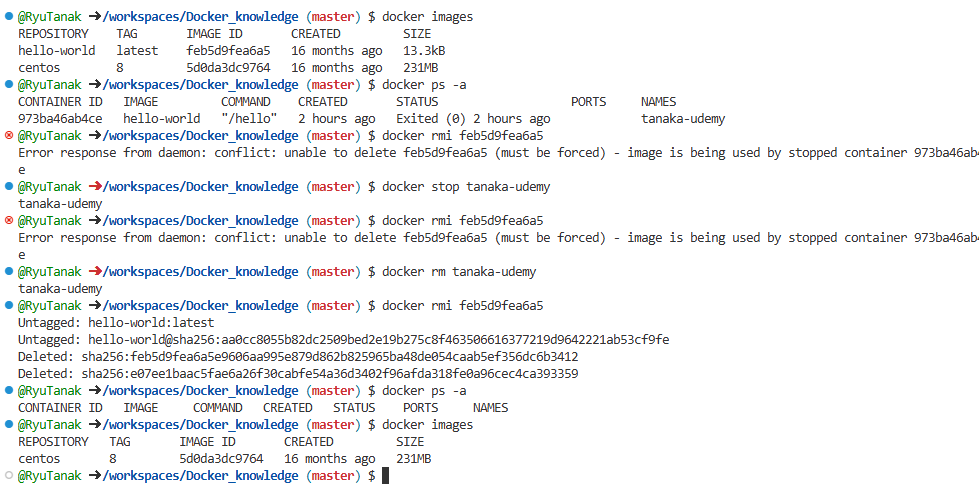 @RyuTanak ➜/workspaces/Docker_knowledge (master) $ docker images
REPOSITORY TAG IMAGE ID CREATED SIZE
hello-world latest feb5d9fea6a5 16 months ago 13.3kB
centos 8 5d0da3dc9764 16 months ago 231MB
@RyuTanak ➜/workspaces/Docker_knowledge (master) $ docker ps -a
CONTAINER ID IMAGE COMMAND CREATED STATUS PORTS NAMES
973ba46ab4ce hello-world "/hello" 2 hours ago Exited (0) 2 hours ago tanaka-udemy
@RyuTanak ➜/workspaces/Docker_knowledge (master) $ docker rmi feb5d9fea6a5
Error response from daemon: conflict: unable to delete feb5d9fea6a5 (must be forced) - image is being used by stopped container 973ba46ab4c
e
@RyuTanak ➜/workspaces/Docker_knowledge (master) $ docker stop tanaka-udemy
tanaka-udemy
@RyuTanak ➜/workspaces/Docker_knowledge (master) $ docker rmi feb5d9fea6a5
Error response from daemon: conflict: unable to delete feb5d9fea6a5 (must be forced) - image is being used by stopped container 973ba46ab4c
e
@RyuTanak ➜/workspaces/Docker_knowledge (master) $ docker rm tanaka-udemy
tanaka-udemy
@RyuTanak ➜/workspaces/Docker_knowledge (master) $ docker rmi feb5d9fea6a5
Untagged: hello-world:latest
Untagged: hello-world@sha256:aa0cc8055b82dc2509bed2e19b275c8f463506616377219d9642221ab53cf9fe
Deleted: sha256:feb5d9fea6a5e9606aa995e879d862b825965ba48de054caab5ef356dc6b3412
Deleted: sha256:e07ee1baac5fae6a26f30cabfe54a36d3402f96afda318fe0a96cec4ca393359
@RyuTanak ➜/workspaces/Docker_knowledge (master) $ docker ps -a
CONTAINER ID IMAGE COMMAND CREATED STATUS PORTS NAMES
@RyuTanak ➜/workspaces/Docker_knowledge (master) $ docker images
REPOSITORY TAG IMAGE ID CREATED SIZE
centos 8 5d0da3dc9764 16 months ago 231MB
@RyuTanak ➜/workspaces/Docker_knowledge (master) $